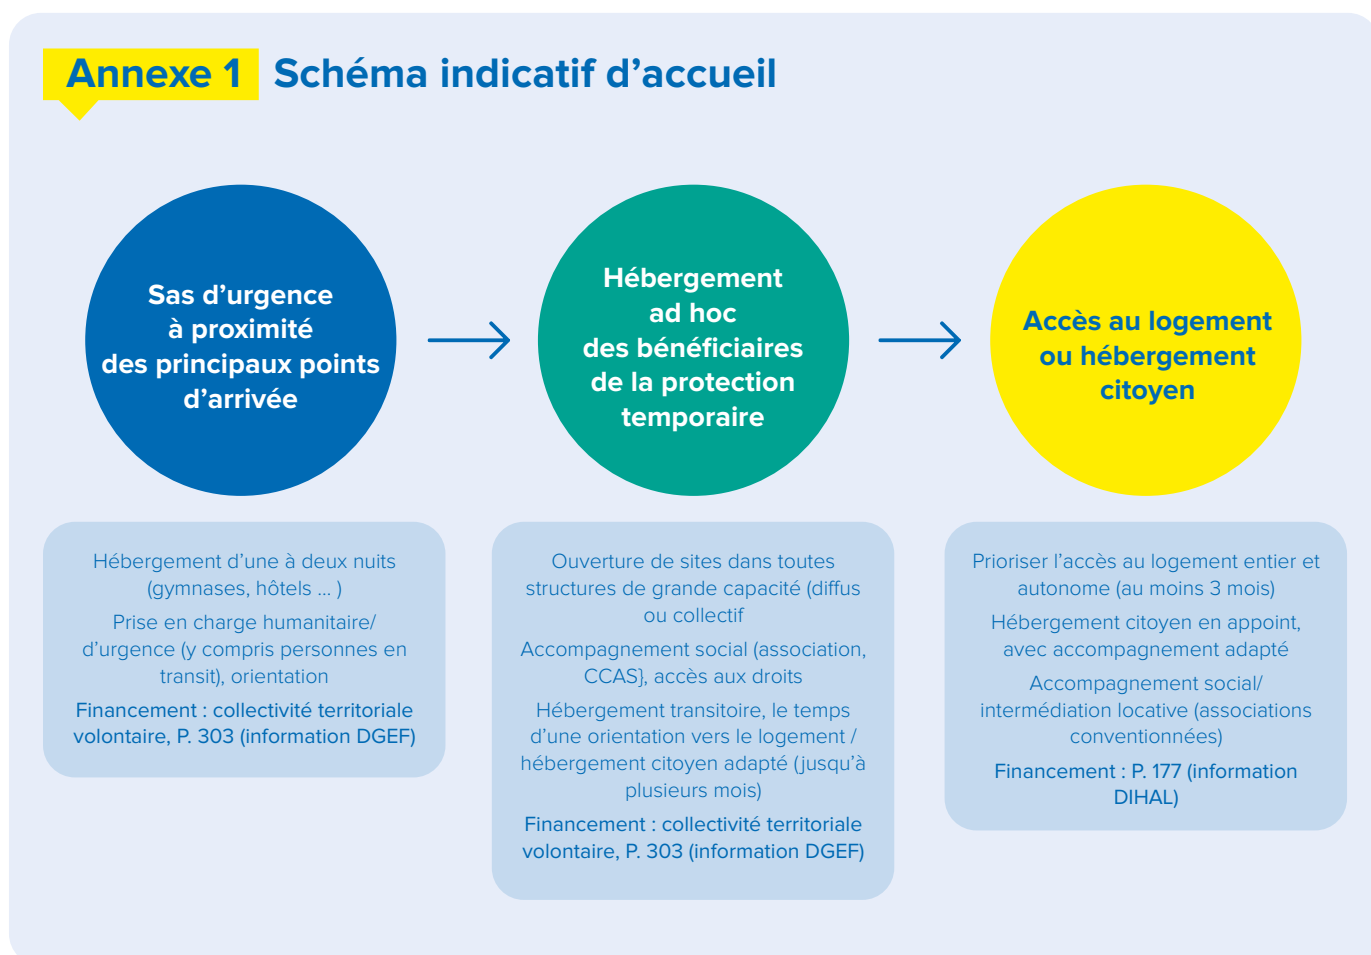 Annexe 1 Schéma indicatif d’accueil
Sas d’urgence
à proximité
des principaux points
d’arrivée
Hébergement
ad hoc
des bénéficiaires
de la protection
temporaire
Accès au logement
ou hébergement
citoyen
Hébergement d’une à deux nuits
(gymnases, hôtels ... )
Prise en charge humanitaire/
d’urgence (y compris personnes en
transit), orientation
Financement : collectivité territoriale
volontaire, P. 303 (information DGEF)
Ouverture de sites dans toutes
structures de grande capacité (diffus
ou collectif
Accompagnement social (association,
CCAS}, accès aux droits
Hébergement transitoire, le temps
d’une orientation vers le logement /
hébergement citoyen adapté (jusqu’à
plusieurs mois)
Financement : collectivité territoriale
volontaire, P. 303 (information DGEF)
Prioriser l’accès au logement entier et
autonome (au moins 3 mois)
Hébergement citoyen en appoint,
avec accompagnement adapté
Accompagnement social/
intermédiation locative (associations
conventionnées)
Financement : P. 177 (information
DIHAL)